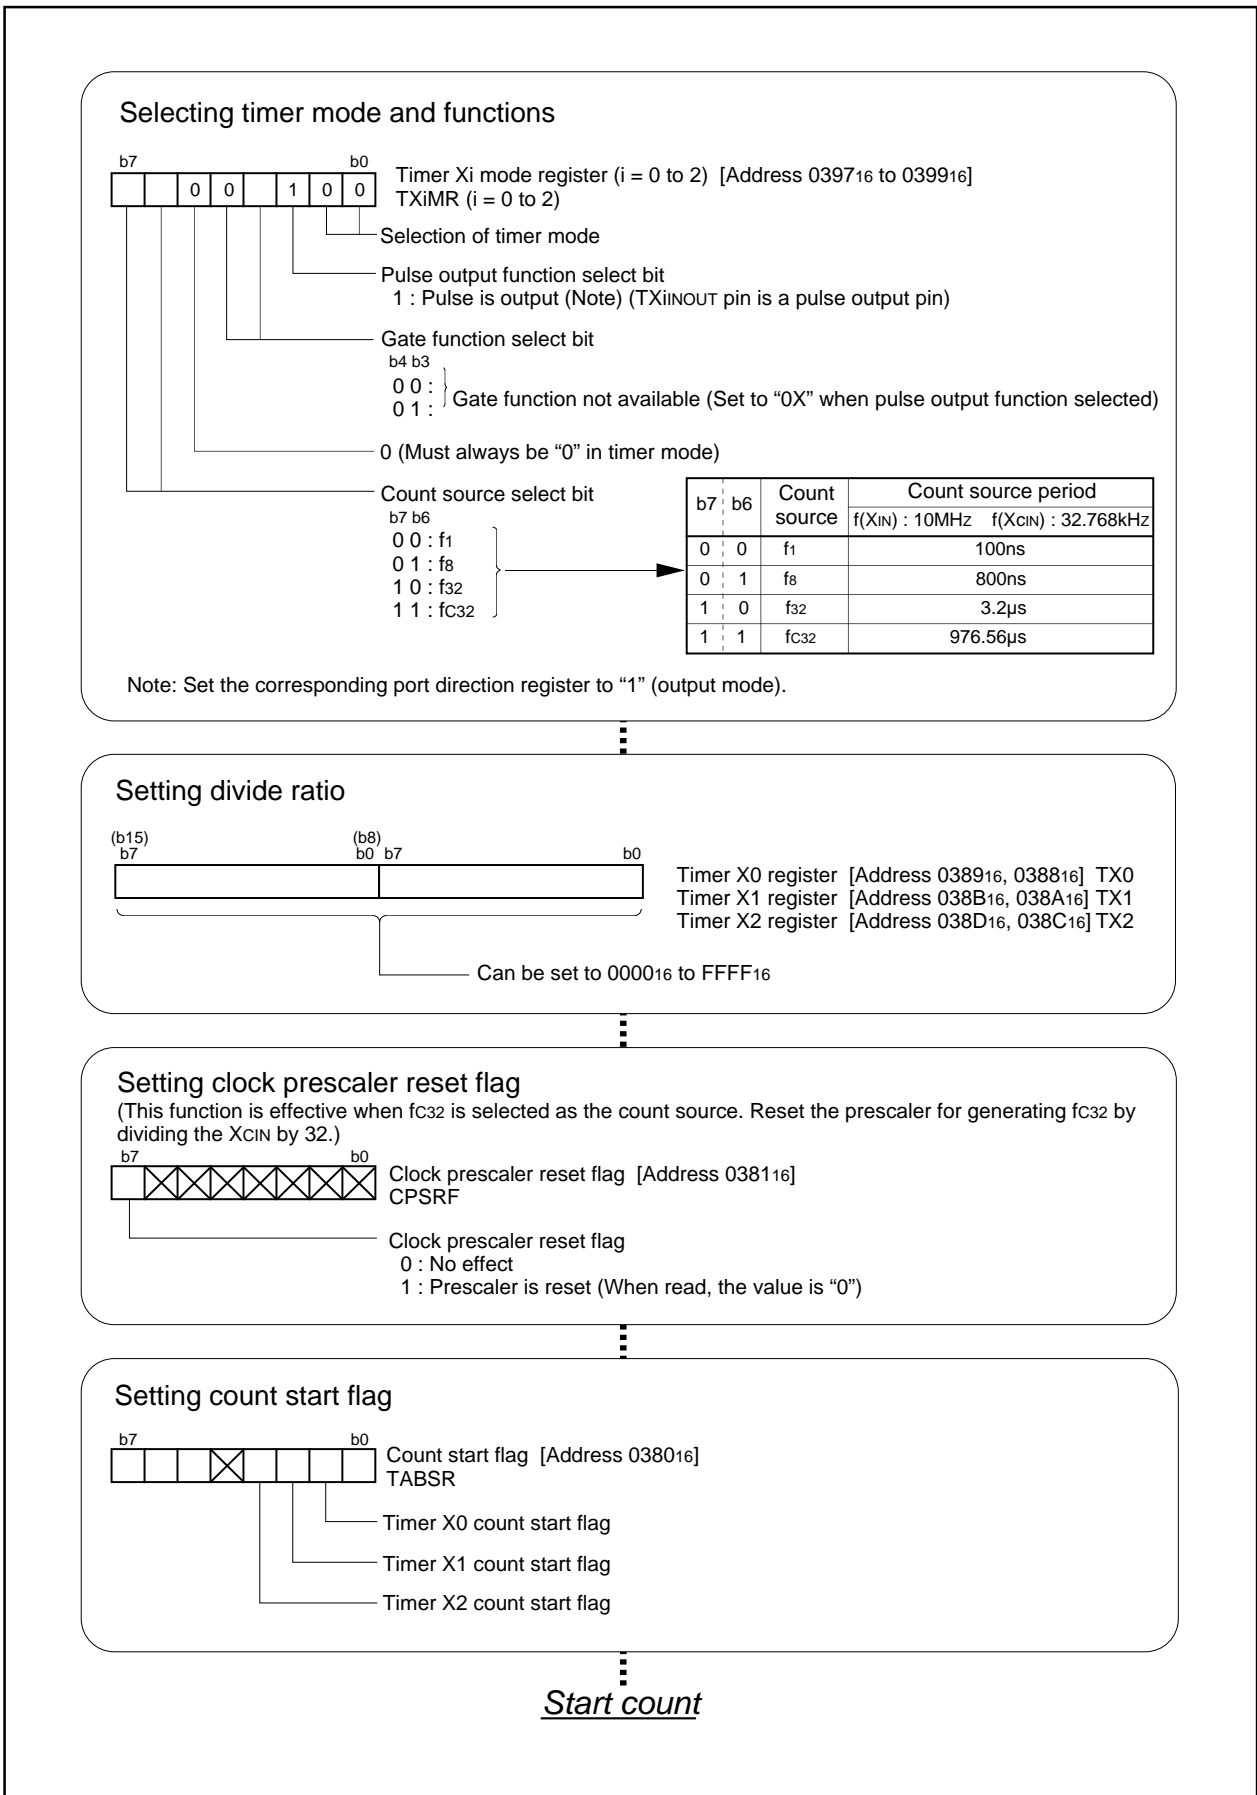 Selecting timer mode and functions
b7 b0
0 0 1 0 0
Timer Xi mode register (i = 0 to 2) [Address 039716 to 039916]
TXiMR (i = 0 to 2)
Selection of timer mode
Pulse output function select bit
1 : Pulse is output (Note) (TXiINOUT pin is a pulse output pin)
Gate function select bit
b4 b3
0 0 :
0 1 :
Gate function not available (Set to “0X” when pulse output function selected)
0 (Must always be “0” in timer mode)
Count source select bit
b7 b6
0 0 : f1
0 1 : f8
1 0 : f32
1 1 : fC32
b7 b6 Count source Count source period
f(XIN) : 10MHz f(XCIN) : 32.768kHz
0 0 f1 100ns
0 1 f8 800ns
1 0 f32 3.2µs
1 1 fC32 976.56µs
Note: Set the corresponding port direction register to “1” (output mode).
Setting divide ratio
(b15) (b8)
b7 b0 b7 b0
Timer X0 register [Address 038916, 038816] TX0
Timer X1 register [Address 038B16, 038A16] TX1
Timer X2 register [Address 038D16, 038C16] TX2
Can be set to 000016 to FFFF16
Setting clock prescaler reset flag
(This function is effective when fC32 is selected as the count source. Reset the prescaler for generating fC32 by
dividing the XCIN by 32.)
b7 b0
Clock prescaler reset flag [Address 038116]
CPSRF
Clock prescaler reset flag
0 : No effect
1 : Prescaler is reset (When read, the value is “0”)
Setting count start flag
b7 b0
Count start flag [Address 038016]
TABSR
Timer X0 count start flag
Timer X1 count start flag
Timer X2 count start flag
Start count